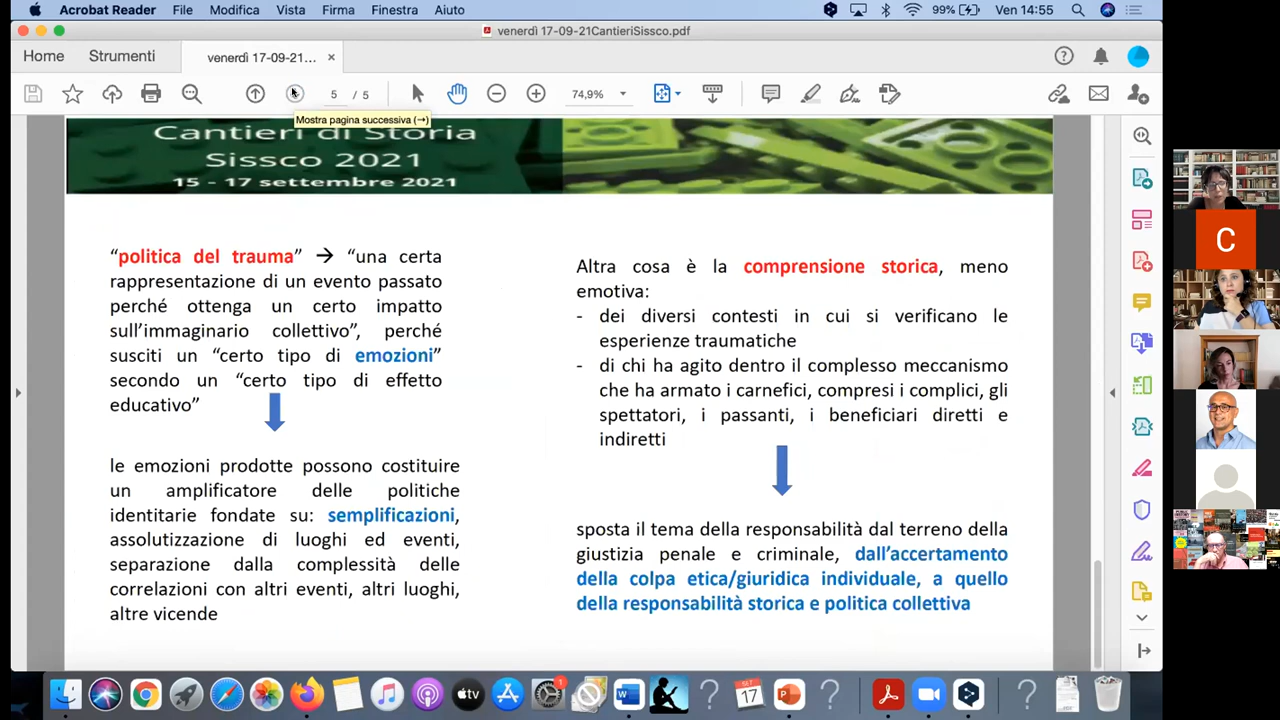 Acrobat Reader File Modifica Vista Firma Finestra Aiuto 99% Ven 14:55
venerdì 17-09-21CantieriSissco.pdf
Home Strumenti venerdì 17-09-21... ×
5 / 5 74,9%
Mostra pagina successiva (→)
Cantieri di Storia
Sissco 2021
15 - 17 settembre 2021
“politica del trauma” → “una certa
rappresentazione di un evento passato
perché ottenga un certo impatto
sull’immaginario collettivo”, perché
susciti un “certo tipo di emozioni”
secondo un “certo tipo di effetto
educativo”
le emozioni prodotte possono costituire
un amplificatore delle politiche
identitarie fondate su: semplificazioni,
assolutizzazione di luoghi ed eventi,
separazione dalla complessità delle
correlazioni con altri eventi, altri luoghi,
altre vicende
Altra cosa è la comprensione storica, meno
emotiva:
- dei diversi contesti in cui si verificano le
esperienze traumatiche
- di chi ha agito dentro il complesso meccanismo
che ha armato i carnefici, compresi i complici, gli
spettatori, i passanti, i beneficiari diretti e
indiretti
sposta il tema della responsabilità dal terreno della
giustizia penale e criminale, dall’accertamento
della colpa etica/giuridica individuale, a quello
della responsabilità storica e politica collettiva
C
tv
SET
17